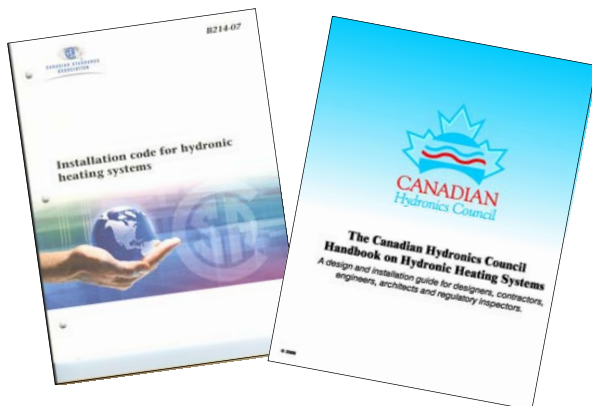 B214-07
CANADIAN STANDARDS
ASSOCIATION
Installation code for hydronic
heating systems
CSA
CANADIAN
Hydronics Council
The Canadian Hydronics Council
Handbook on Hydronic Heating Systems
A design and installation guide for designers, contractors,
engineers, architects and regulatory inspectors.